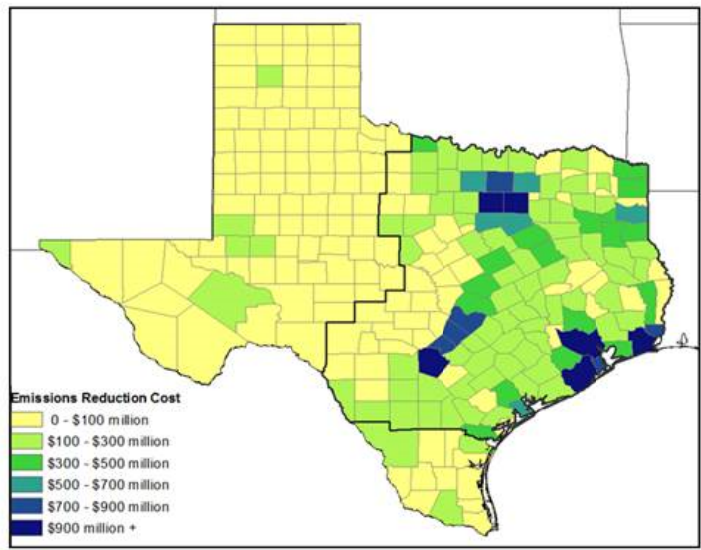 Emissions Reduction Cost
0 - $100 million
$100 - $300 million
$300 - $500 million
$500 - $700 million
$700 - $900 million
$900 million +